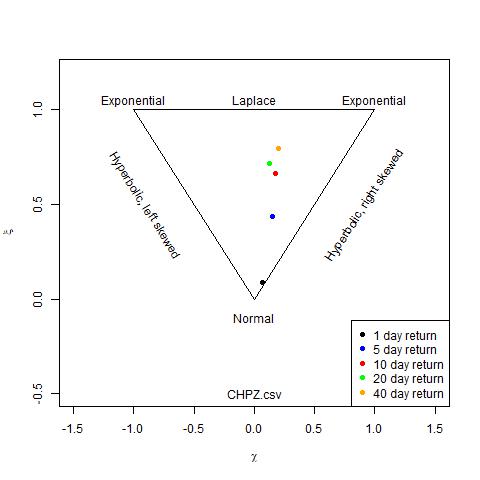 Exponential Laplace Exponential
Hyperbolic, left skewed
Hyperbolic, right skewed
Normal
CHPZ.csv
1 day return
5 day return
10 day return
20 day return
40 day return
ξ
1.0
0.5
0.0
-0.5
-1.5 -1.0 -0.5 0.0 0.5 1.0 1.5
χ